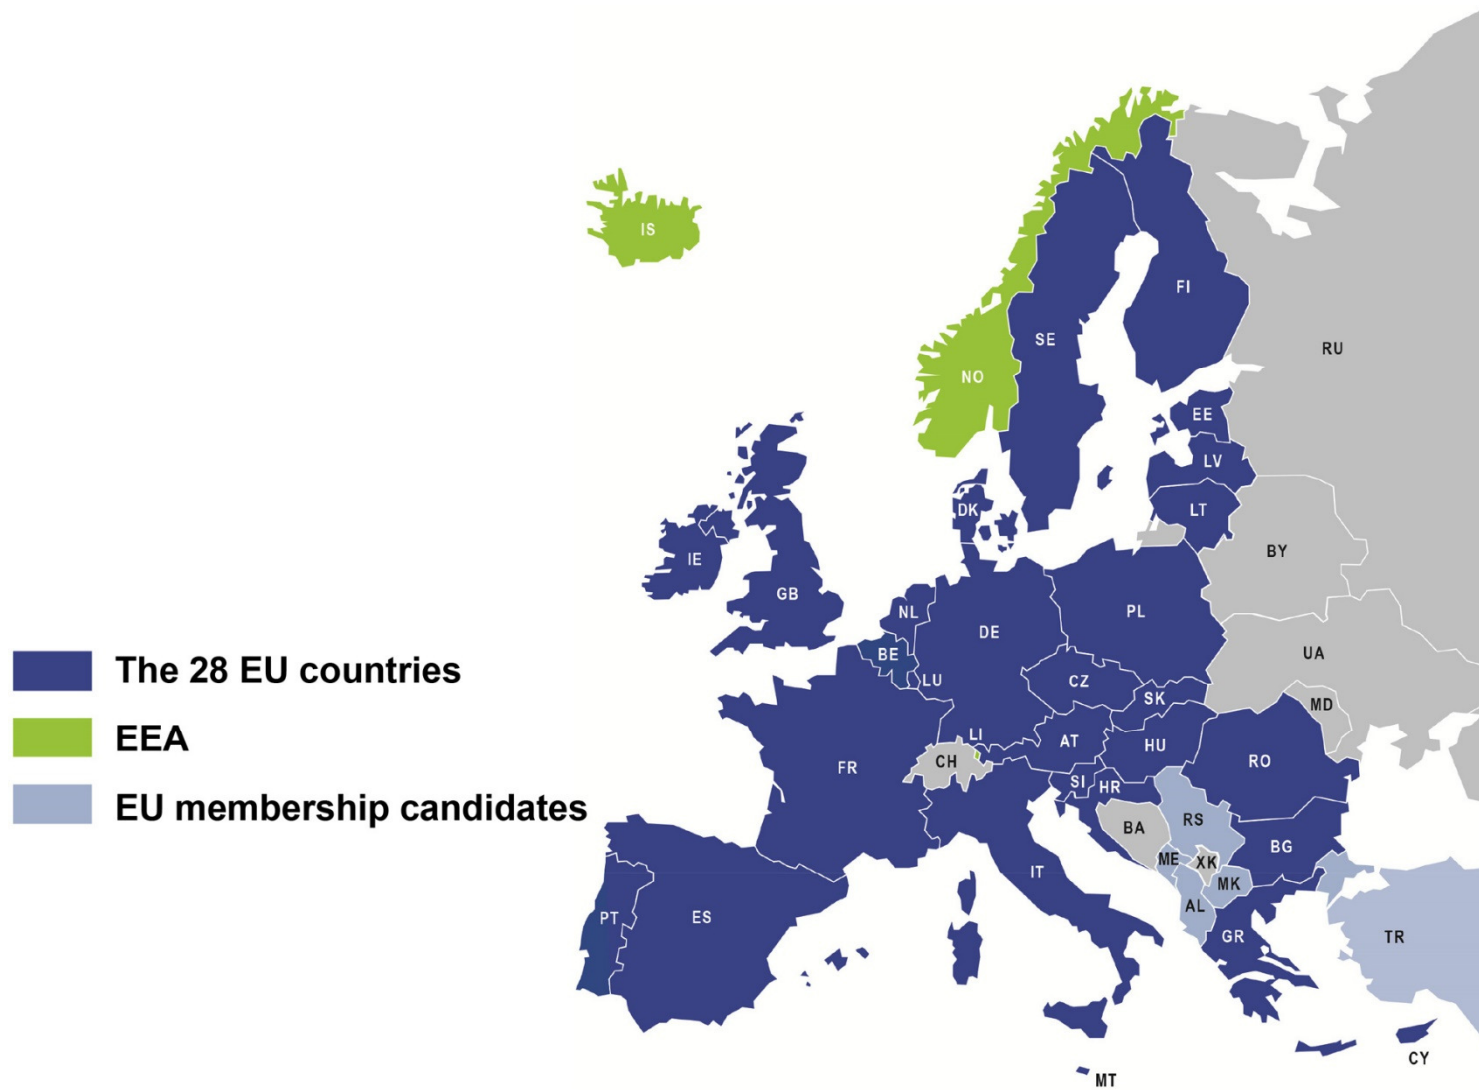 IS
FI
SE
RU
NO
EE
LV
DK
LT
BY
IE
GB
NL
PL
DE
BE
UA
The 28 EU countries
LU
CZ
SK
MD
EEA
LI
AT
HU
CH
RO
FR
SI
HR
EU membership candidates
RS
BA
BG
ME
XK
IT
MK
AL
PT
ES
GR
TR
CY
MT